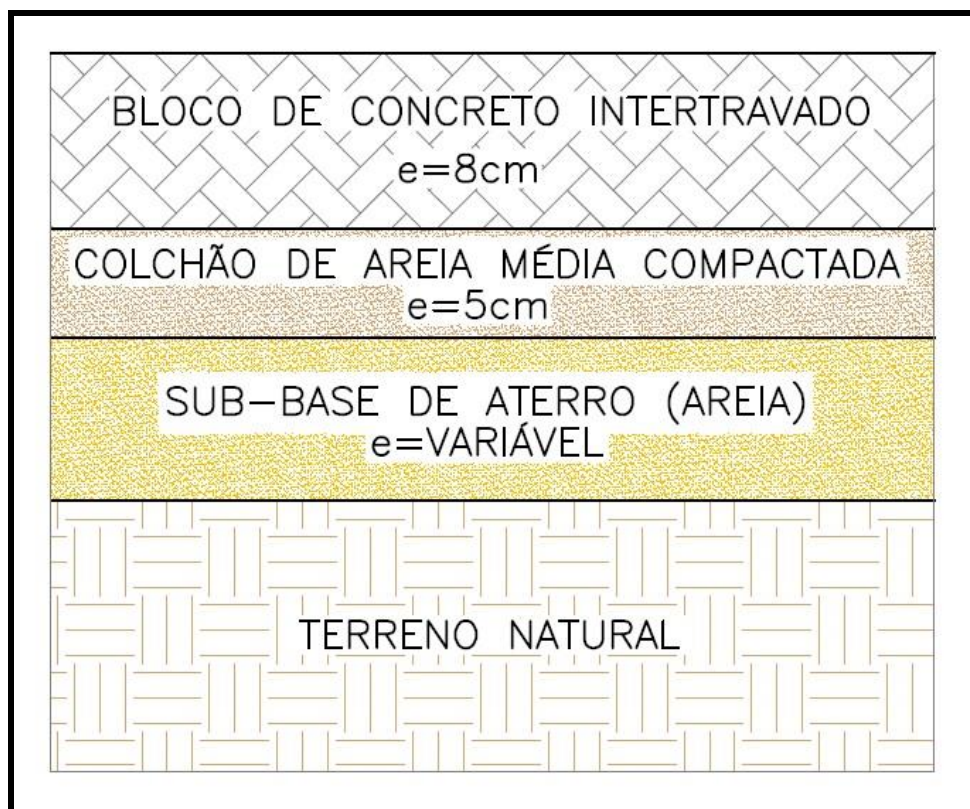 BLOCO DE CONCRETO INTERTRAVADO
e=8cm
COLCHÃO DE AREIA MÉDIA COMPACTADA
e=5cm
SUB-BASE DE ATERRO (AREIA)
e=VARIÁVEL
TERRENO NATURAL